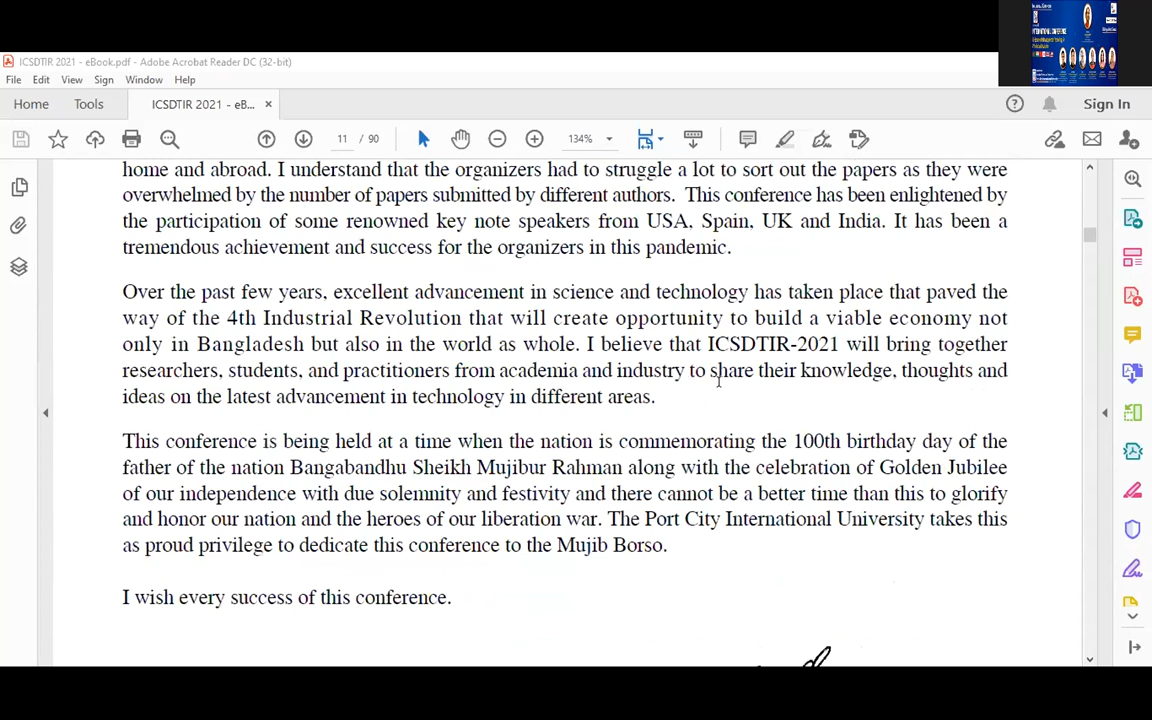 ICSDTIR 2021 - eBook.pdf - Adobe Acrobat Reader DC (32-bit)
File Edit View Sign Window Help
Home Tools ICSDTIR 2021 - eB... × Sign In
11 / 90 134%
home and abroad. I understand that the organizers had to struggle a lot to sort out the papers as they were
overwhelmed by the number of papers submitted by different authors. This conference has been enlightened by
the participation of some renowned key note speakers from USA, Spain, UK and India. It has been a
tremendous achievement and success for the organizers in this pandemic.
Over the past few years, excellent advancement in science and technology has taken place that paved the
way of the 4th Industrial Revolution that will create opportunity to build a viable economy not
only in Bangladesh but also in the world as whole. I believe that ICSDTIR-2021 will bring together
researchers, students, and practitioners from academia and industry to share their knowledge, thoughts and
ideas on the latest advancement in technology in different areas.
This conference is being held at a time when the nation is commemorating the 100th birthday day of the
father of the nation Bangabandhu Sheikh Mujibur Rahman along with the celebration of Golden Jubilee
of our independence with due solemnity and festivity and there cannot be a better time than this to glorify
and honor our nation and the heroes of our liberation war. The Port City International University takes this
as proud privilege to dedicate this conference to the Mujib Borso.
I wish every success of this conference.